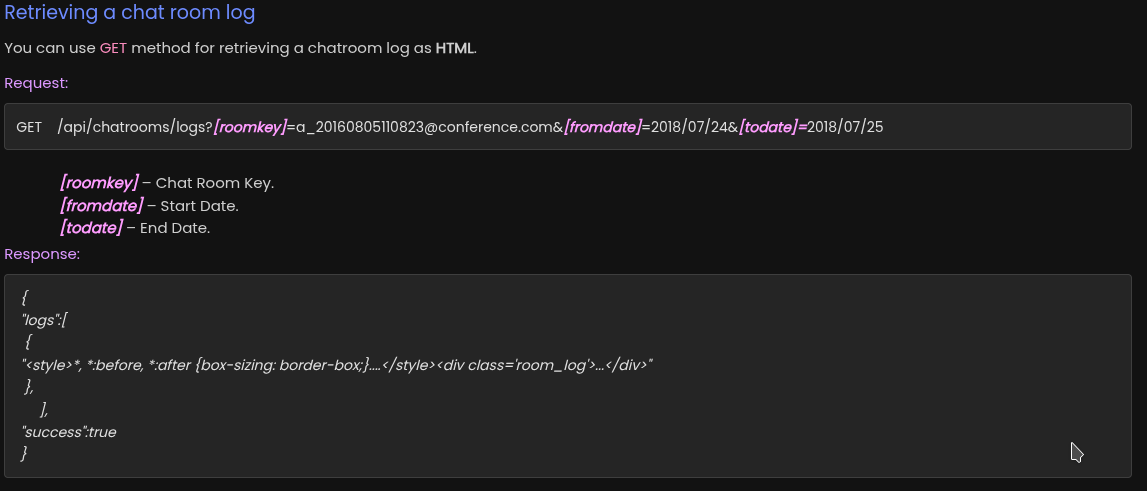 Retrieving a chat room log
You can use GET method for retrieving a chatroom log as HTML.
Request:
GET /api/chatrooms/logs?[roomkey]=a_20160805110823@conference.com&[fromdate]=2018/07/24&[todate]=2018/07/25
[roomkey] – Chat Room Key.
[fromdate] – Start Date.
[todate] – End Date.
Response:
{
"logs":[
{
"<style>*, *:before, *:after {box-sizing: border-box;}....</style><div class='room_log'>...</div>"
},
],
"success":true
}